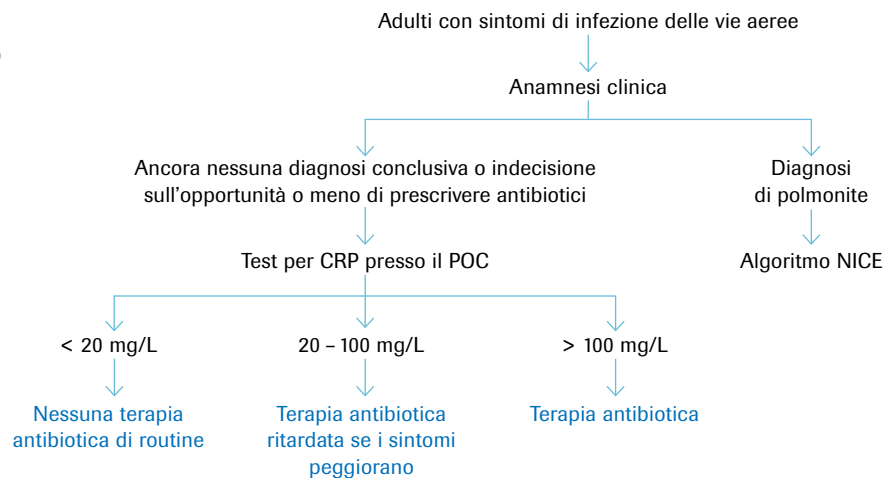 Adulti con sintomi di infezione delle vie aeree
Anamnesi clinica
Ancora nessuna diagnosi conclusiva o indecisione
sull'opportunità o meno di prescrivere antibiotici
Diagnosi
di polmonite
Test per CRP presso il POC
Algoritmo NICE
< 20 mg/L
20 – 100 mg/L
> 100 mg/L
Nessuna terapia
antibiotica di routine
Terapia antibiotica
ritardata se i sintomi
peggiorano
Terapia antibiotica